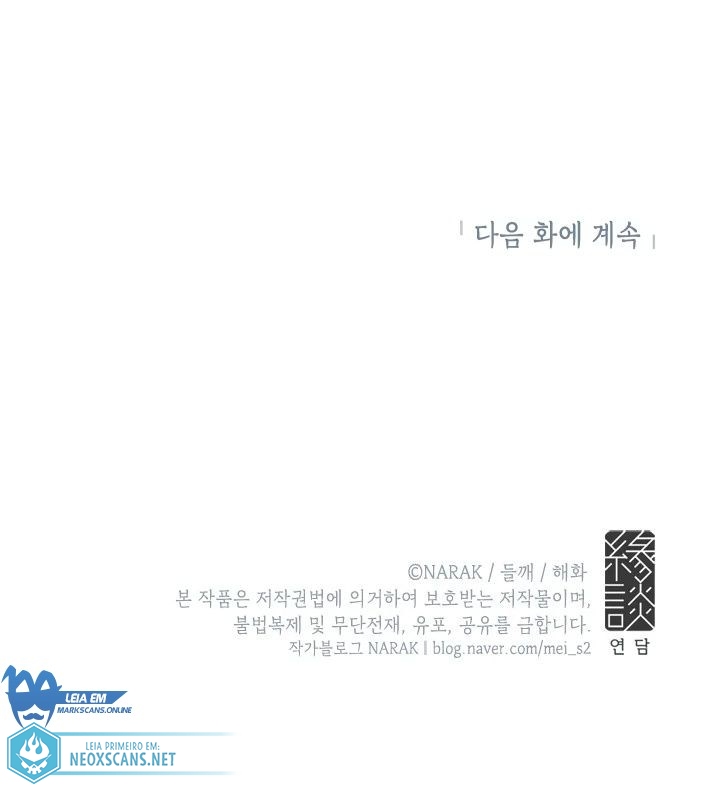 다음 화에 계속
©NARAK / 들깨 / 해화
본 작품은 저작권법에 의거하여 보호받는 저작물이며,
불법복제 및 무단전재, 유포, 공유를 금합니다.
작가블로그 NARAK | blog.naver.com/mei_s2
緣談
연담
LEIA EM
MARKSCANS.ONLINE
LEIA PRIMEIRO EM:
NEOXSCANS.NET